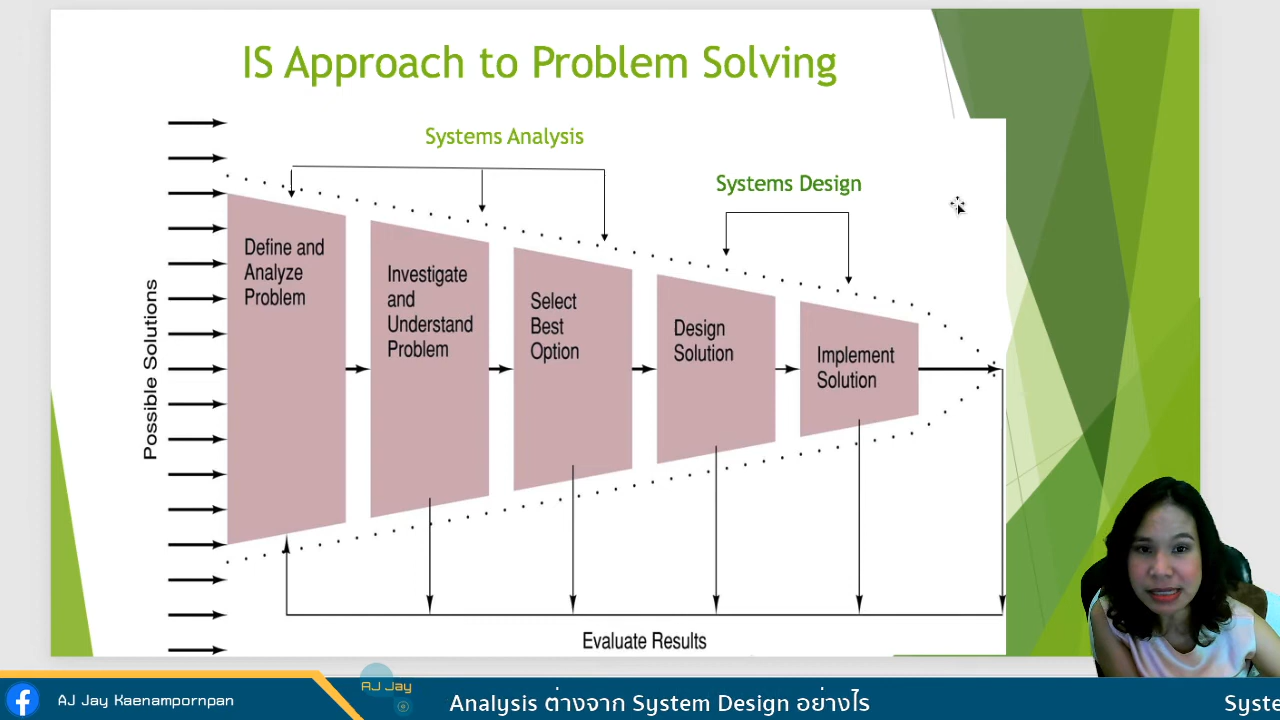 IS Approach to Problem Solving
Systems Analysis
Systems Design
Possible Solutions
Define and
Analyze
Problem
Investigate
and
Understand
Problem
Select
Best
Option
Design
Solution
Implement
Solution
Evaluate Results
AJ Jay Kaenampornpan
AJ Jay
Analysis ต่างจาก System Design อย่างไร
Syste